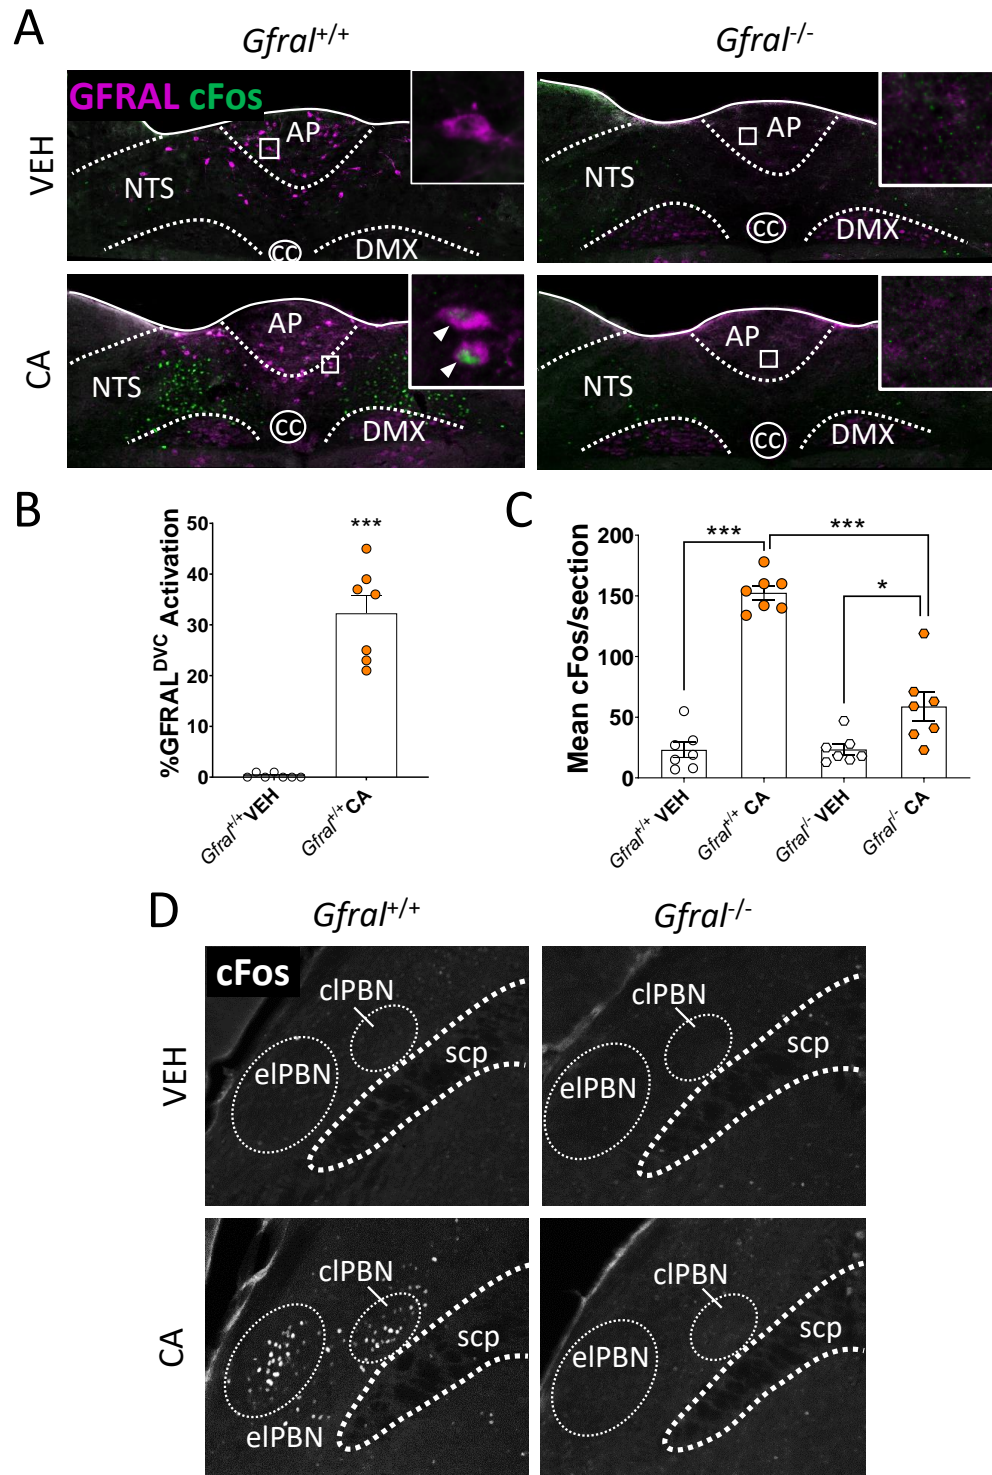 A
Gfral+/+
Gfral-/-
VEH
GFRAL cFos
AP
NTS
cc
DMX
AP
NTS
cc
DMX
CA
AP
NTS
cc
DMX
AP
NTS
cc
DMX
B
%GFRAL DVC Activation
50
40
30
20
10
0
***
Gfral+/+ VEH
Gfral+/+ CA
C
Mean cFos/section
200
150
100
50
0
***
***
*
Gfral+/+ VEH
Gfral+/+ CA
Gfral-/- VEH
Gfral-/- CA
D
Gfral+/+
Gfral-/-
VEH
cFos
clPBN
elPBN
scp
clPBN
elPBN
scp
CA
clPBN
scp
elPBN
clPBN
elPBN
scp